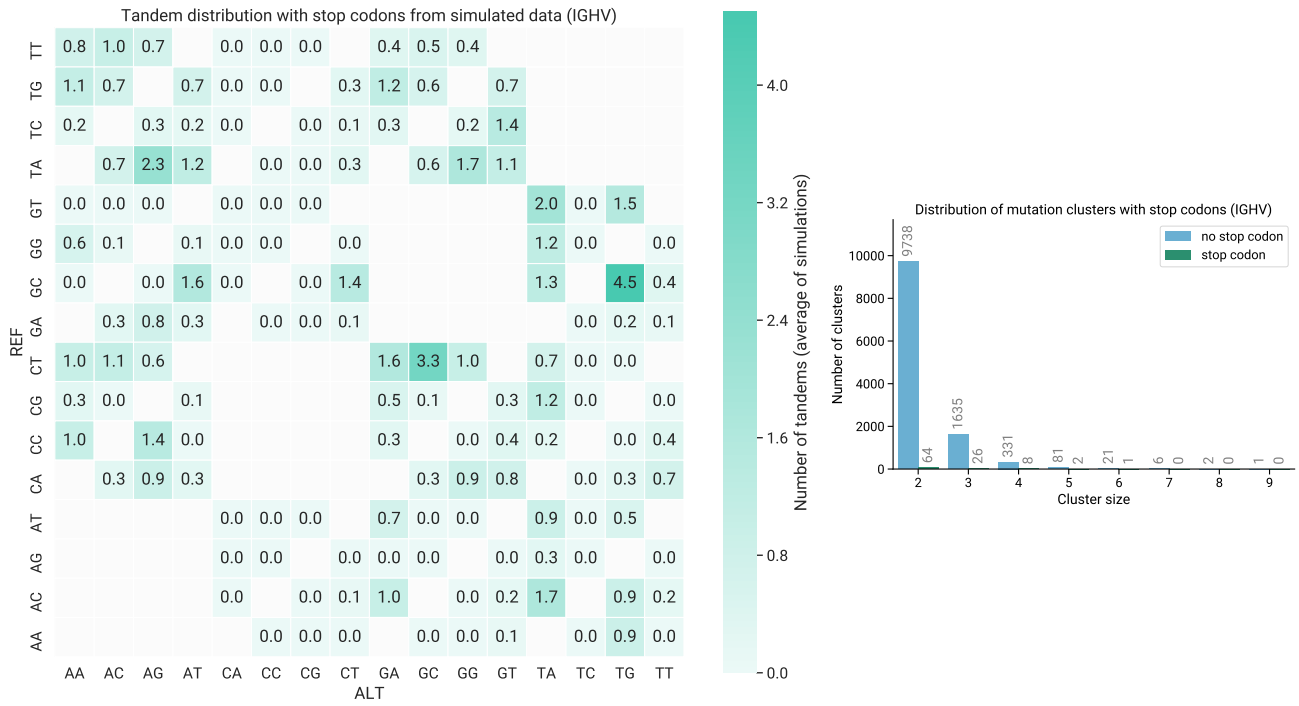 Tandem distribution with stop codons from simulated data (IGHV)
TT 0.8 1.0 0.7 0.0 0.0 0.0 0.4 0.5 0.4
TG 1.1 0.7 0.7 0.0 0.0 0.3 1.2 0.6 0.7
TC 0.2 0.3 0.2 0.0 0.0 0.1 0.3 0.2 1.4
TA 0.7 2.3 1.2 0.0 0.0 0.3 0.6 1.7 1.1
GT 0.0 0.0 0.0 0.0 0.0 0.0 2.0 0.0 1.5
GG 0.6 0.1 0.1 0.0 0.0 0.0 1.2 0.0 0.0
GC 0.0 0.0 1.6 0.0 0.0 1.4 1.3 4.5 0.4
GA 0.3 0.8 0.3 0.0 0.0 0.1 0.0 0.2 0.1
CT 1.0 1.1 0.6 1.6 3.3 1.0 0.7 0.0 0.0
CG 0.3 0.0 0.1 0.5 0.1 0.3 1.2 0.0 0.0
CC 1.0 1.4 0.0 0.3 0.0 0.4 0.2 0.0 0.4
CA 0.3 0.9 0.3 0.3 0.9 0.8 0.0 0.3 0.7
AT 0.0 0.0 0.0 0.7 0.0 0.0 0.9 0.0 0.5
AG 0.0 0.0 0.0 0.0 0.0 0.0 0.3 0.0 0.0
AC 0.0 0.0 0.1 1.0 0.0 0.2 1.7 0.9 0.2
AA 0.0 0.0 0.0 0.0 0.0 0.1 0.0 0.9 0.0
AA AC AG AT CA CC CG CT GA GC GG GT TA TC TG TT
ALT
REF
4.0
3.2
2.4
1.6
0.8
0.0
Number of tandems (average of simulations)
Distribution of mutation clusters with stop codons (IGHV)
no stop codon
stop codon
10000
8000
6000
4000
2000
0
Number of clusters
9738 64 1635 26 331 8 81 2 21 1 6 0 2 0 1 0
2 3 4 5 6 7 8 9
Cluster size